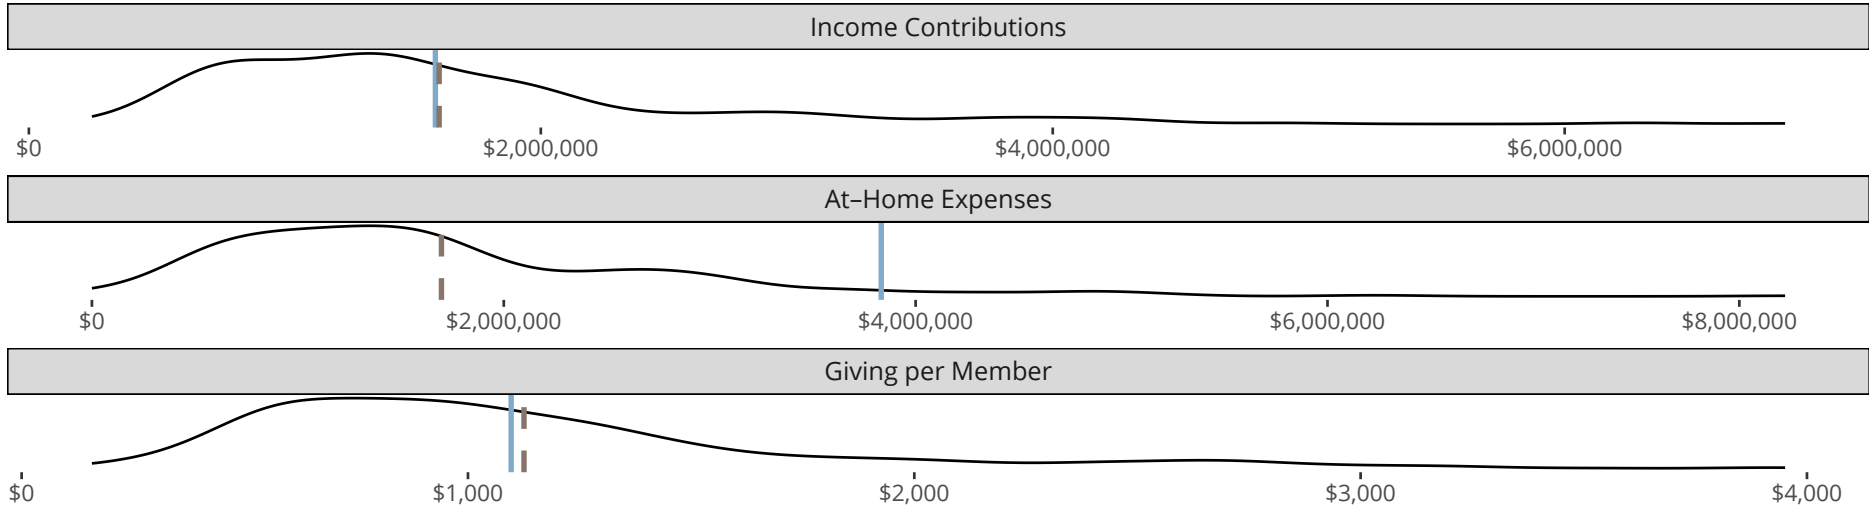 Income Contributions
$0 $2,000,000 $4,000,000 $6,000,000
At–Home Expenses
$0 $2,000,000 $4,000,000 $6,000,000 $8,000,000
Giving per Member
$0 $1,000 $2,000 $3,000 $4,000